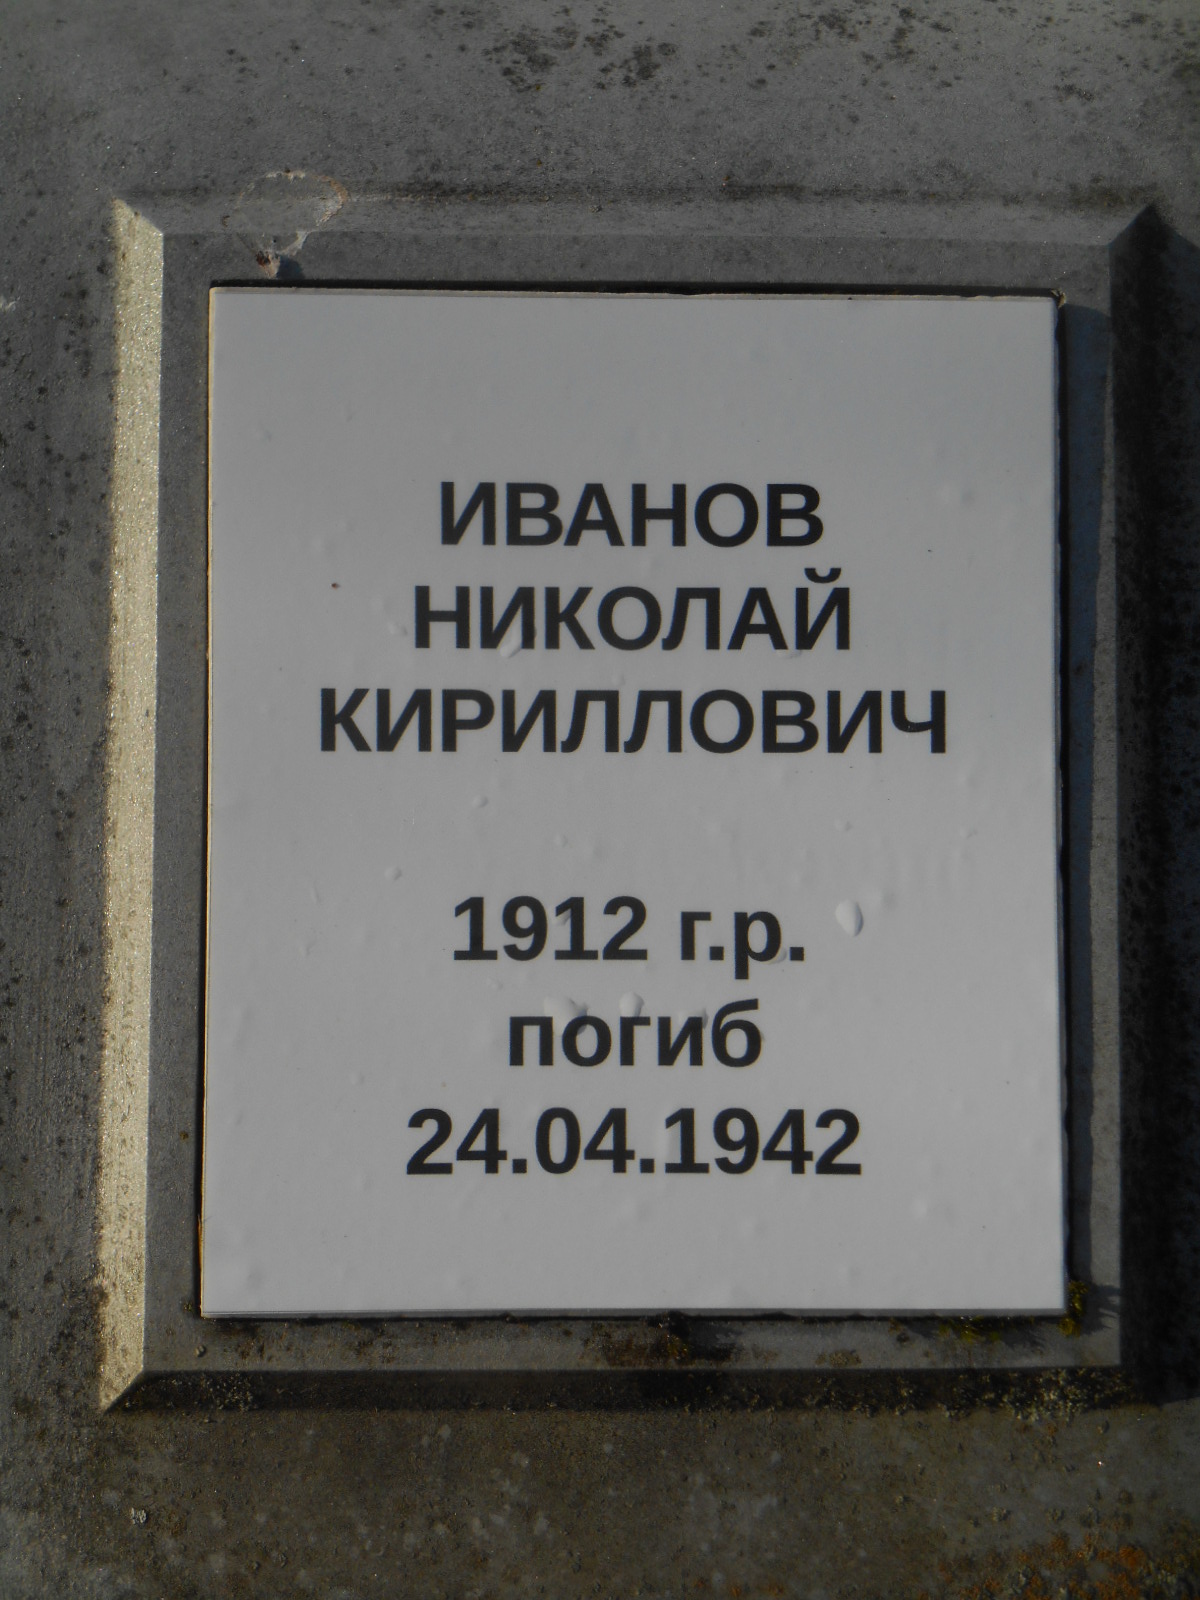 ИВАНОВ
НИКОЛАЙ
КИРИЛЛОВИЧ
1912 г.р.
погиб
24.04.1942